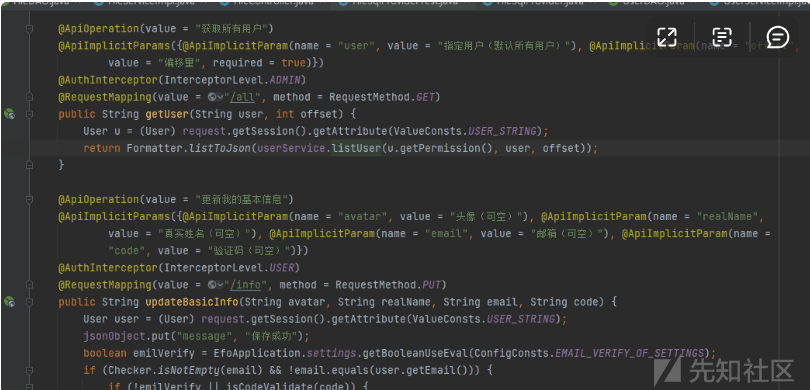 @ApiOperation(value = "获取所有用户")
@ApiImplicitParams({@ApiImplicitParam(name = "user", value = "指定用户（默认所有用户）"), @ApiImplicitParam(name =
value = "偏移量", required = true)})
@AuthInterceptor(InterceptorLevel.ADMIN)
@RequestMapping(value = "/all", method = RequestMethod.GET)
public String getUser(String user, int offset) {
User u = (User) request.getSession().getAttribute(ValueConsts.USER_STRING);
return Formatter.listToJson(userService.listUser(u.getPermission(), user, offset));
}
@ApiOperation(value = "更新我的基本信息")
@ApiImplicitParams({@ApiImplicitParam(name = "avatar", value = "头像（可空）"), @ApiImplicitParam(name = "realName",
value = "真实姓名（可空）"), @ApiImplicitParam(name = "email", value = "邮箱（可空）"), @ApiImplicitParam(name =
"code", value = "验证码（可空）")})
@AuthInterceptor(InterceptorLevel.USER)
@RequestMapping(value = "/info", method = RequestMethod.PUT)
public String updateBasicInfo(String avatar, String realName, String email, String code) {
User user = (User) request.getSession().getAttribute(ValueConsts.USER_STRING);
jsonObject.put("message", "保存成功");
boolean emilVerify = EfoApplication.settings.getBooleanUseEval(ConfigConsts.EMAIL_VERIFY_OF_SETTINGS);
if (Checker.isNotEmpty(email) && !email.equals(user.getEmail())) {
if (!emilVerify || isCodeValidate(code)) {
先知社区